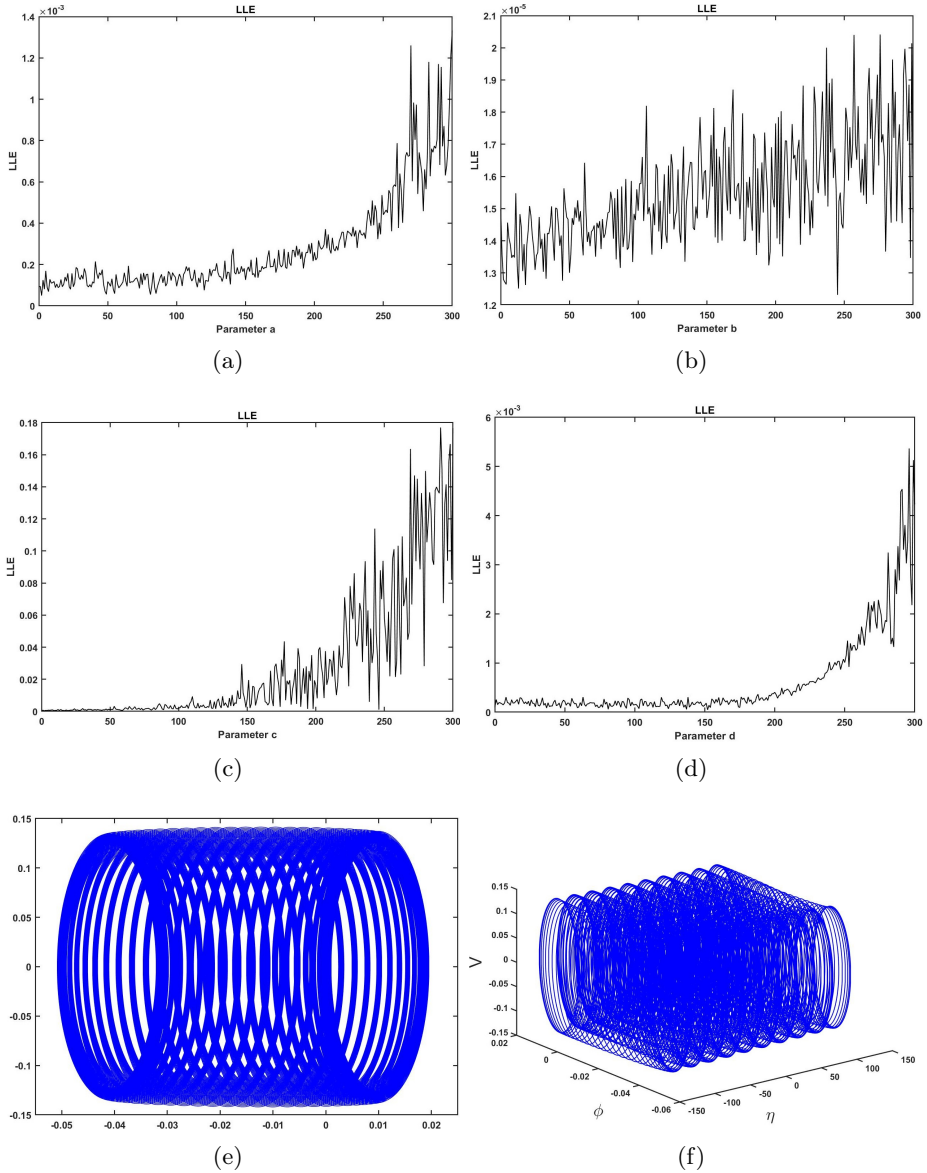 LLE
LLE
×10⁻³
1.4
1.2
1
0.8
0.6
0.4
0.2
0
LLE
0 50 100 150 200 250 300
Parameter a
(a)
×10⁻⁵
2.1
2
1.9
1.8
1.7
1.6
1.5
1.4
1.3
1.2
LLE
0 50 100 150 200 250 300
Parameter b
(b)
LLE
0.18
0.16
0.14
0.12
0.1
0.08
0.06
0.04
0.02
0
LLE
0 50 100 150 200 250 300
Parameter c
(c)
LLE
×10⁻³
6
5
4
3
2
1
0
LLE
0 50 100 150 200 250 300
Parameter d
(d)
0.15
0.1
0.05
0
-0.05
-0.1
-0.15
-0.05 -0.04 -0.03 -0.02 -0.01 0 0.01 0.02
(e)
V
0.15
0.1
0.05
0
-0.05
-0.1
-0.15
0.02
0
-0.02
-0.04
-0.06
ϕ
-150
-100
-50
0
50
100
150
η
(f)